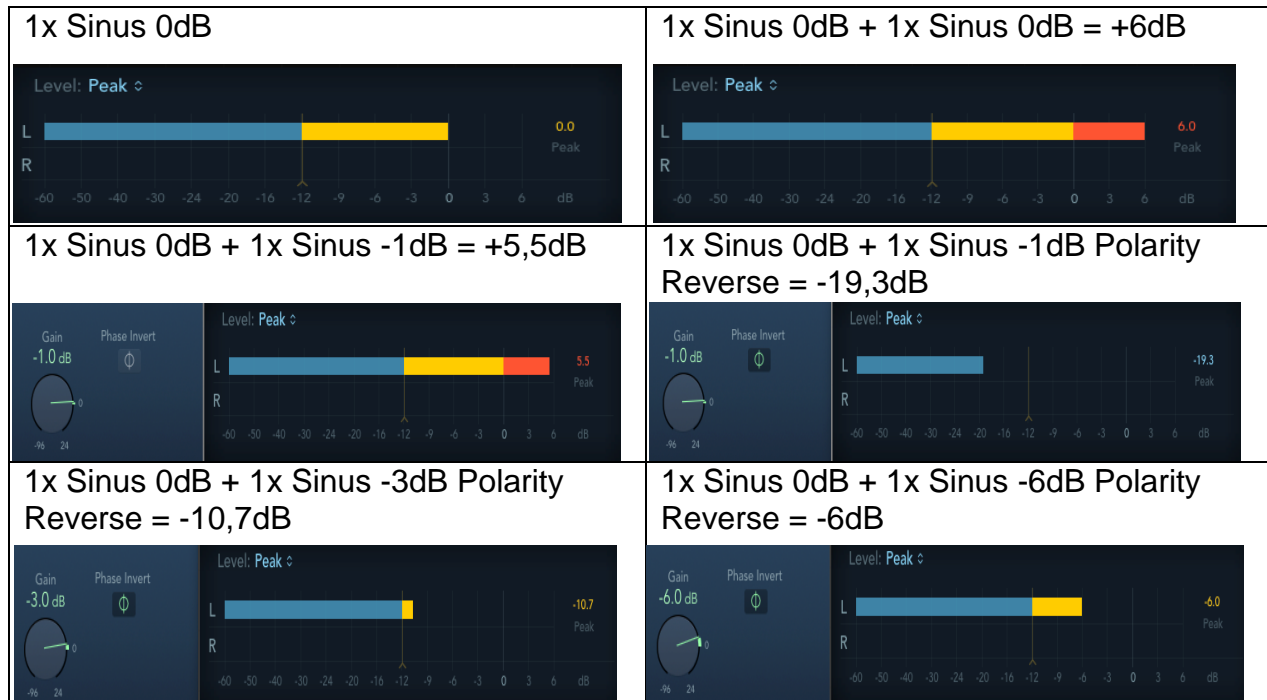 1x Sinus 0dB
Level: Peak
L
0.0
Peak
R
-60 -50 -40 -30 -24 -20 -16 -12 -9 -6 -3 0 3 6 dB
1x Sinus 0dB + 1x Sinus 0dB = +6dB
Level: Peak
L
6.0
Peak
R
-60 -50 -40 -30 -24 -20 -16 -12 -9 -6 -3 0 3 6 dB
1x Sinus 0dB + 1x Sinus -1dB = +5,5dB
Gain Phase Invert
-1.0 dB
0
-96 24
Level: Peak
L
5.5
Peak
R
-60 -50 -40 -30 -24 -20 -16 -12 -9 -6 -3 0 3 6 dB
1x Sinus 0dB + 1x Sinus -1dB Polarity
Reverse = -19,3dB
Gain Phase Invert
-1.0 dB
0
-96 24
Level: Peak
L
-19.3
Peak
R
-60 -50 -40 -30 -24 -20 -16 -12 -9 -6 -3 0 3 6 dB
1x Sinus 0dB + 1x Sinus -3dB Polarity
Reverse = -10,7dB
Gain Phase Invert
-3.0 dB
0
-96 24
Level: Peak
L
-10.7
Peak
R
-60 -50 -40 -30 -24 -20 -16 -12 -9 -6 -3 0 3 6 dB
1x Sinus 0dB + 1x Sinus -6dB Polarity
Reverse = -6dB
Gain Phase Invert
-6.0 dB
0
-96 24
Level: Peak
L
-6.0
Peak
R
-60 -50 -40 -30 -24 -20 -16 -12 -9 -6 -3 0 3 6 dB